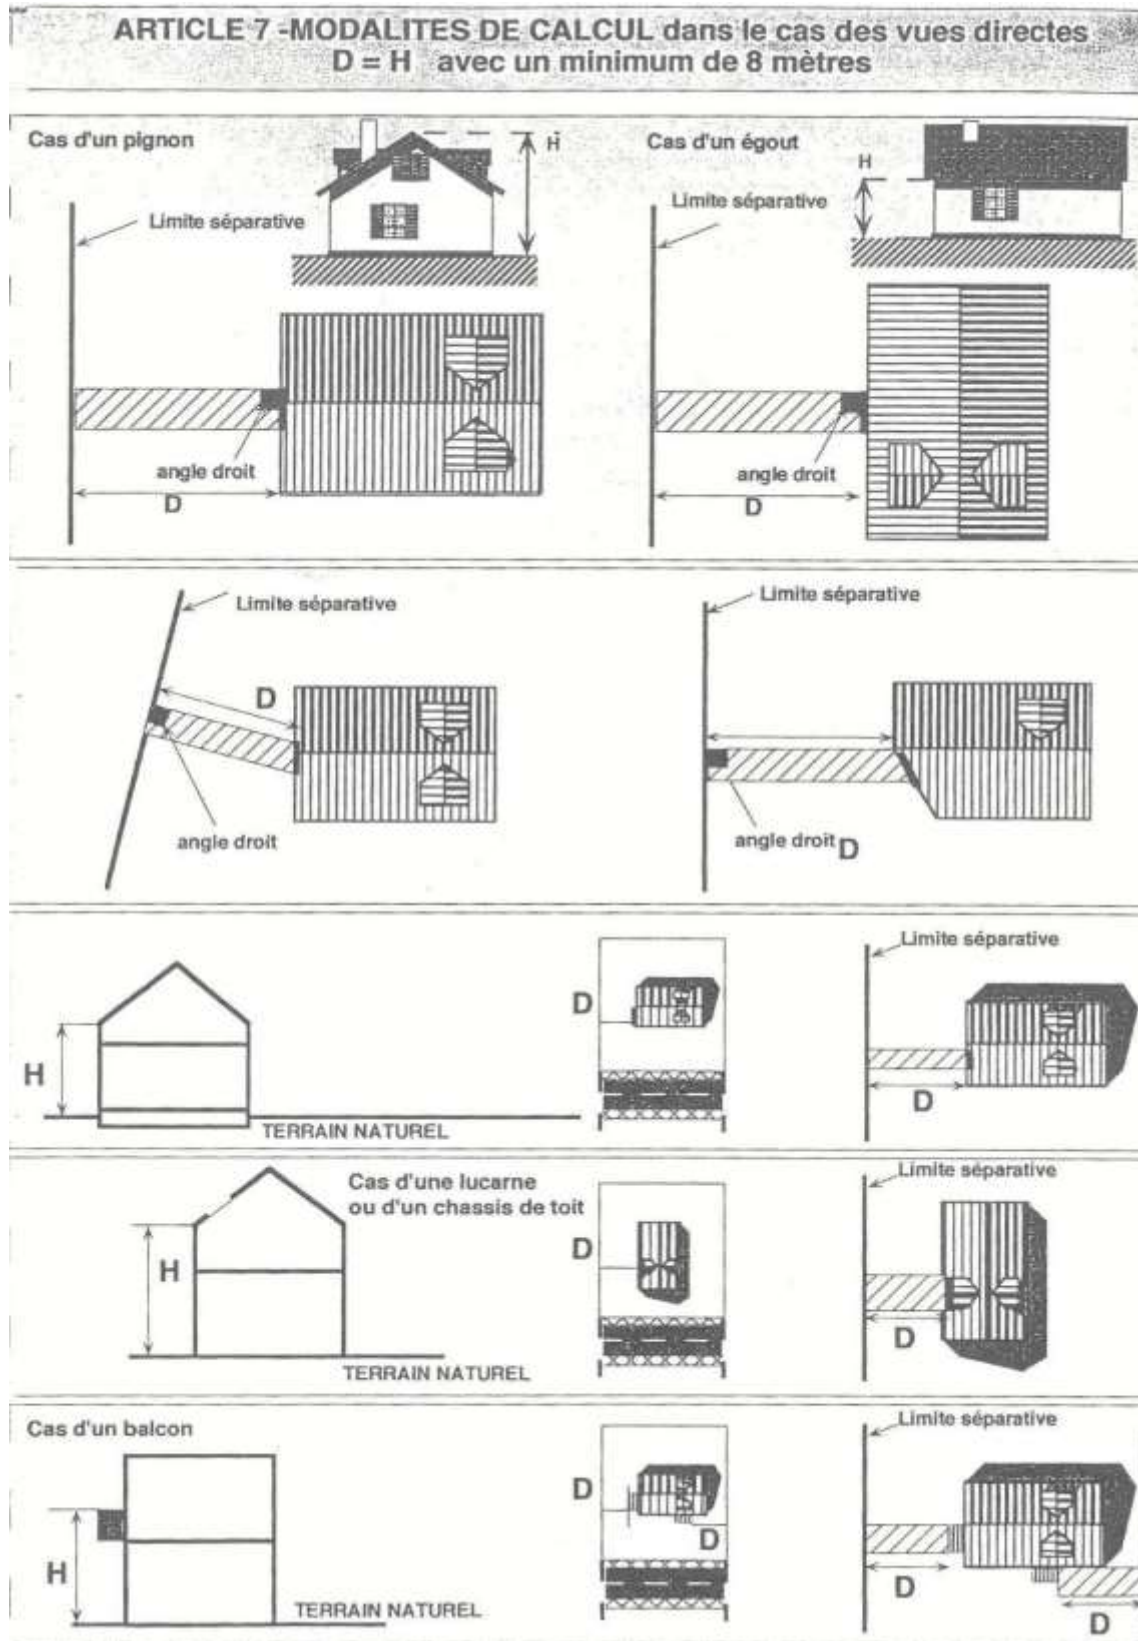 ARTICLE 7 -MODALITES DE CALCUL dans le cas des vues directes
D = H avec un minimum de 8 mètres
Cas d'un pignon
H
Limite séparative
angle droit
D
Cas d'un égout
H
Limite séparative
angle droit
D
Limite séparative
D
angle droit
Limite séparative
angle droit D
H
TERRAIN NATUREL
D
Limite séparative
D
Cas d'une lucarne
ou d'un chassis de toit
H
TERRAIN NATUREL
D
Limite séparative
D
Cas d'un balcon
H
TERRAIN NATUREL
D
D
Limite séparative
D
D